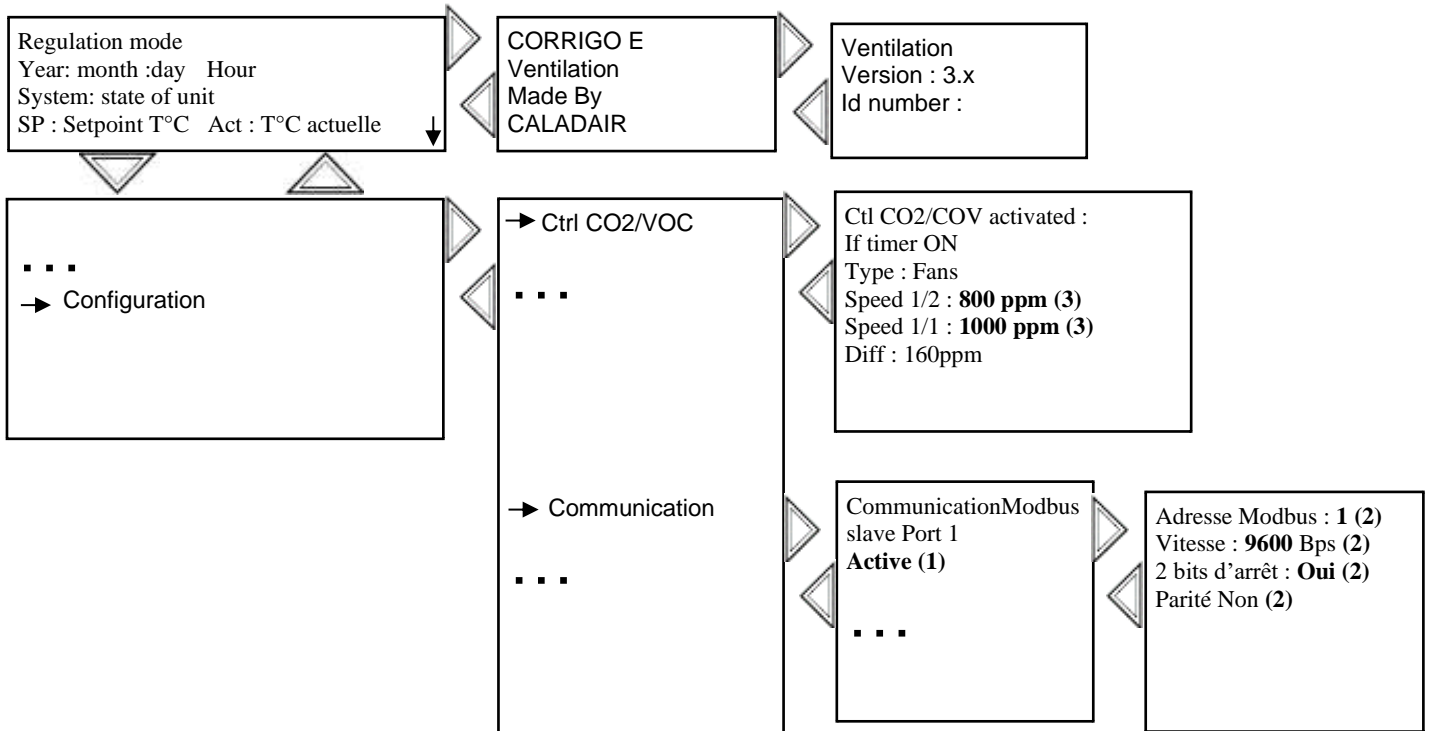 Regulation mode
Year: month :day Hour
System: state of unit
SP : Setpoint T°C Act : T°C actuelle
CORRIGO E
Ventilation
Made By
CALADAIR
Ventilation
Version : 3.x
Id number :
...
Configuration
Ctrl CO2/VOC
...
Communication
...
Ctl CO2/COV activated :
If timer ON
Type : Fans
Speed 1/2 : 800 ppm (3)
Speed 1/1 : 1000 ppm (3)
Diff : 160ppm
CommunicationModbus
slave Port 1
Active (1)
...
Adresse Modbus : 1 (2)
Vitesse : 9600 Bps (2)
2 bits d'arrêt : Oui (2)
Parité Non (2)